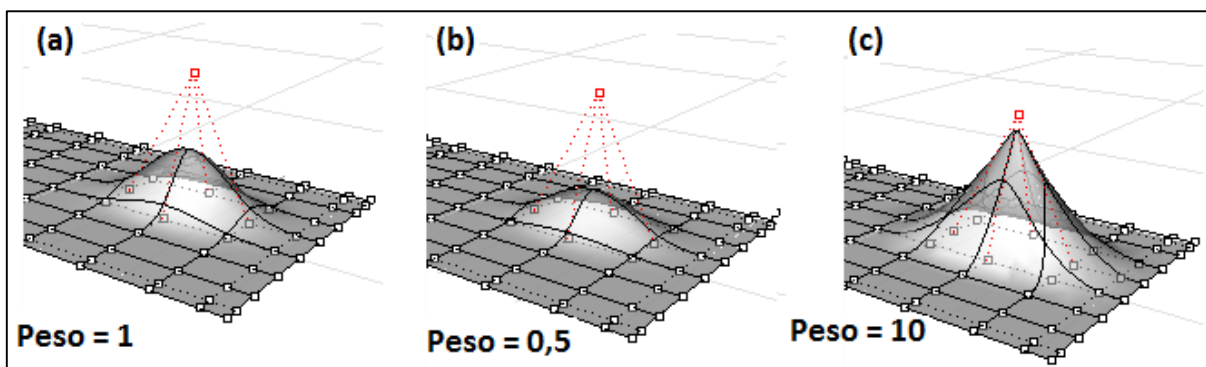 (a)
(b)
(c)
Peso = 1
Peso = 0,5
Peso = 10